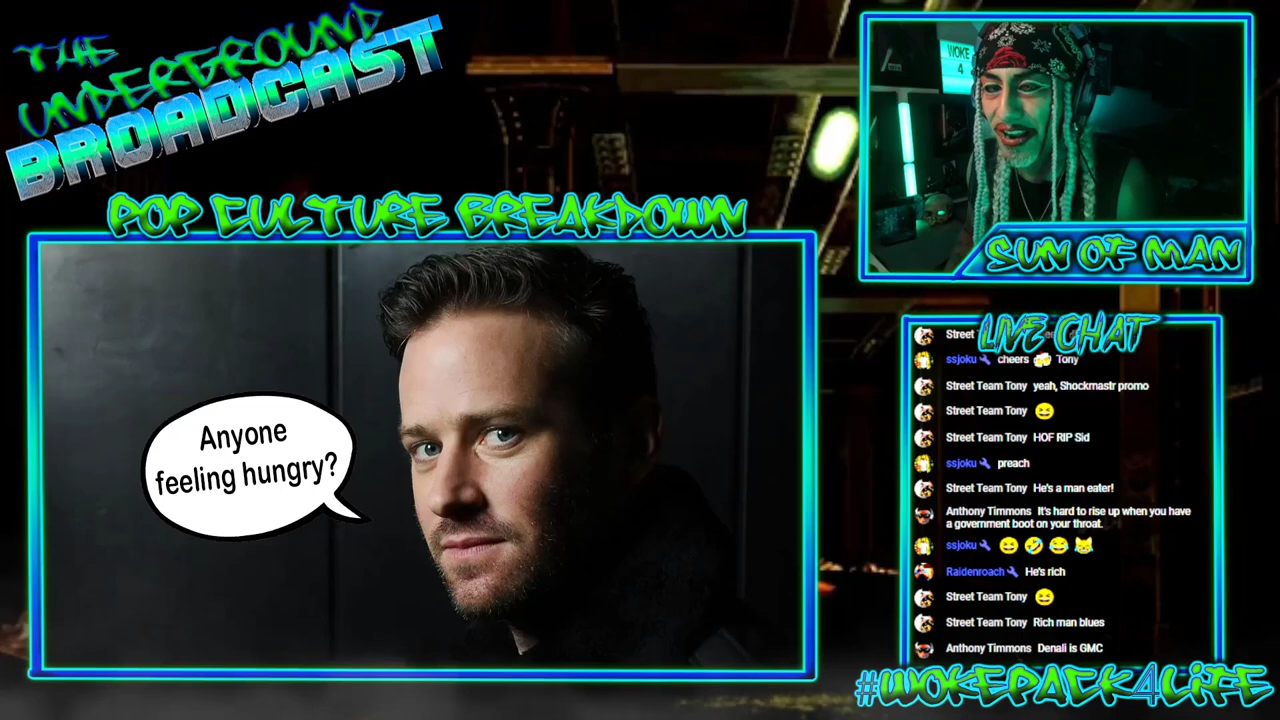 THE
UNDERGROUND
BROADCAST
POP CULTURE BREAKDOWN
Anyone
feeling hungry?
WOKE
4
SUN OF MAN
LIVE CHAT
Street
ssjoku cheers 🍻 Tony
Street Team Tony yeah, Shockmastr promo
Street Team Tony 😆
Street Team Tony HOF RIP Sid
ssjoku preach
Street Team Tony He's a man eater!
Anthony Timmons It's hard to rise up when you have
a government boot on your throat.
ssjoku 😆 🤣 😂 😹
Raidenroach He's rich
Street Team Tony 😆
Street Team Tony Rich man blues
Anthony Timmons Denali is GMC
#WOKEPACK4LIFE